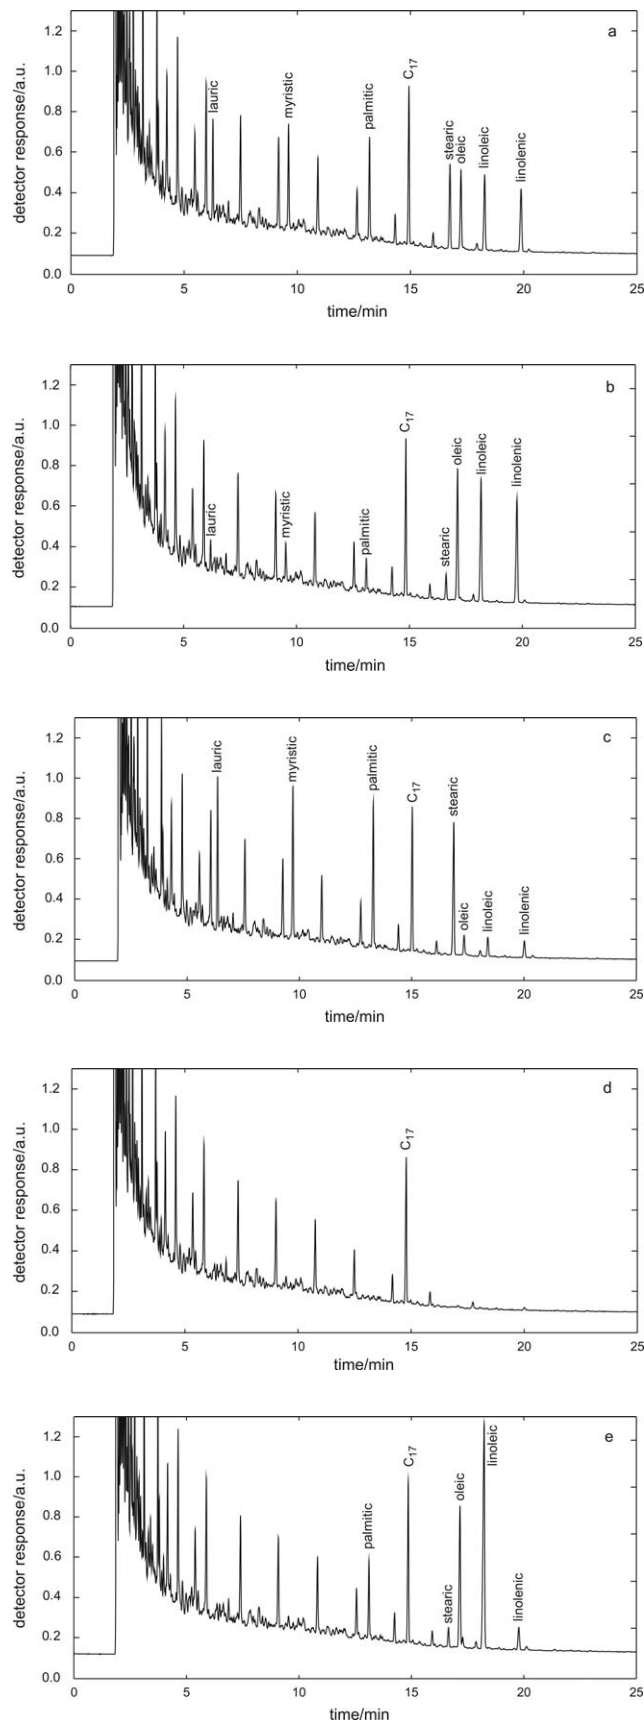 a
detector response/a.u.
1.2
1.0
0.8
0.6
0.4
0.2
0.0
lauric
myristic
palmitic
C17
stearic
oleic
linoleic
linolenic
0 5 10 15 20 25
time/min
b
detector response/a.u.
1.2
1.0
0.8
0.6
0.4
0.2
0.0
lauric
myristic
palmitic
C17
stearic
oleic
linoleic
linolenic
0 5 10 15 20 25
time/min
c
detector response/a.u.
1.2
1.0
0.8
0.6
0.4
0.2
0.0
lauric
myristic
palmitic
C17
stearic
oleic
linoleic
linolenic
0 5 10 15 20 25
time/min
d
detector response/a.u.
1.2
1.0
0.8
0.6
0.4
0.2
0.0
C17
0 5 10 15 20 25
time/min
e
detector response/a.u.
1.2
1.0
0.8
0.6
0.4
0.2
0.0
palmitic
C17
stearic
oleic
linoleic
linolenic
0 5 10 15 20 25
time/min